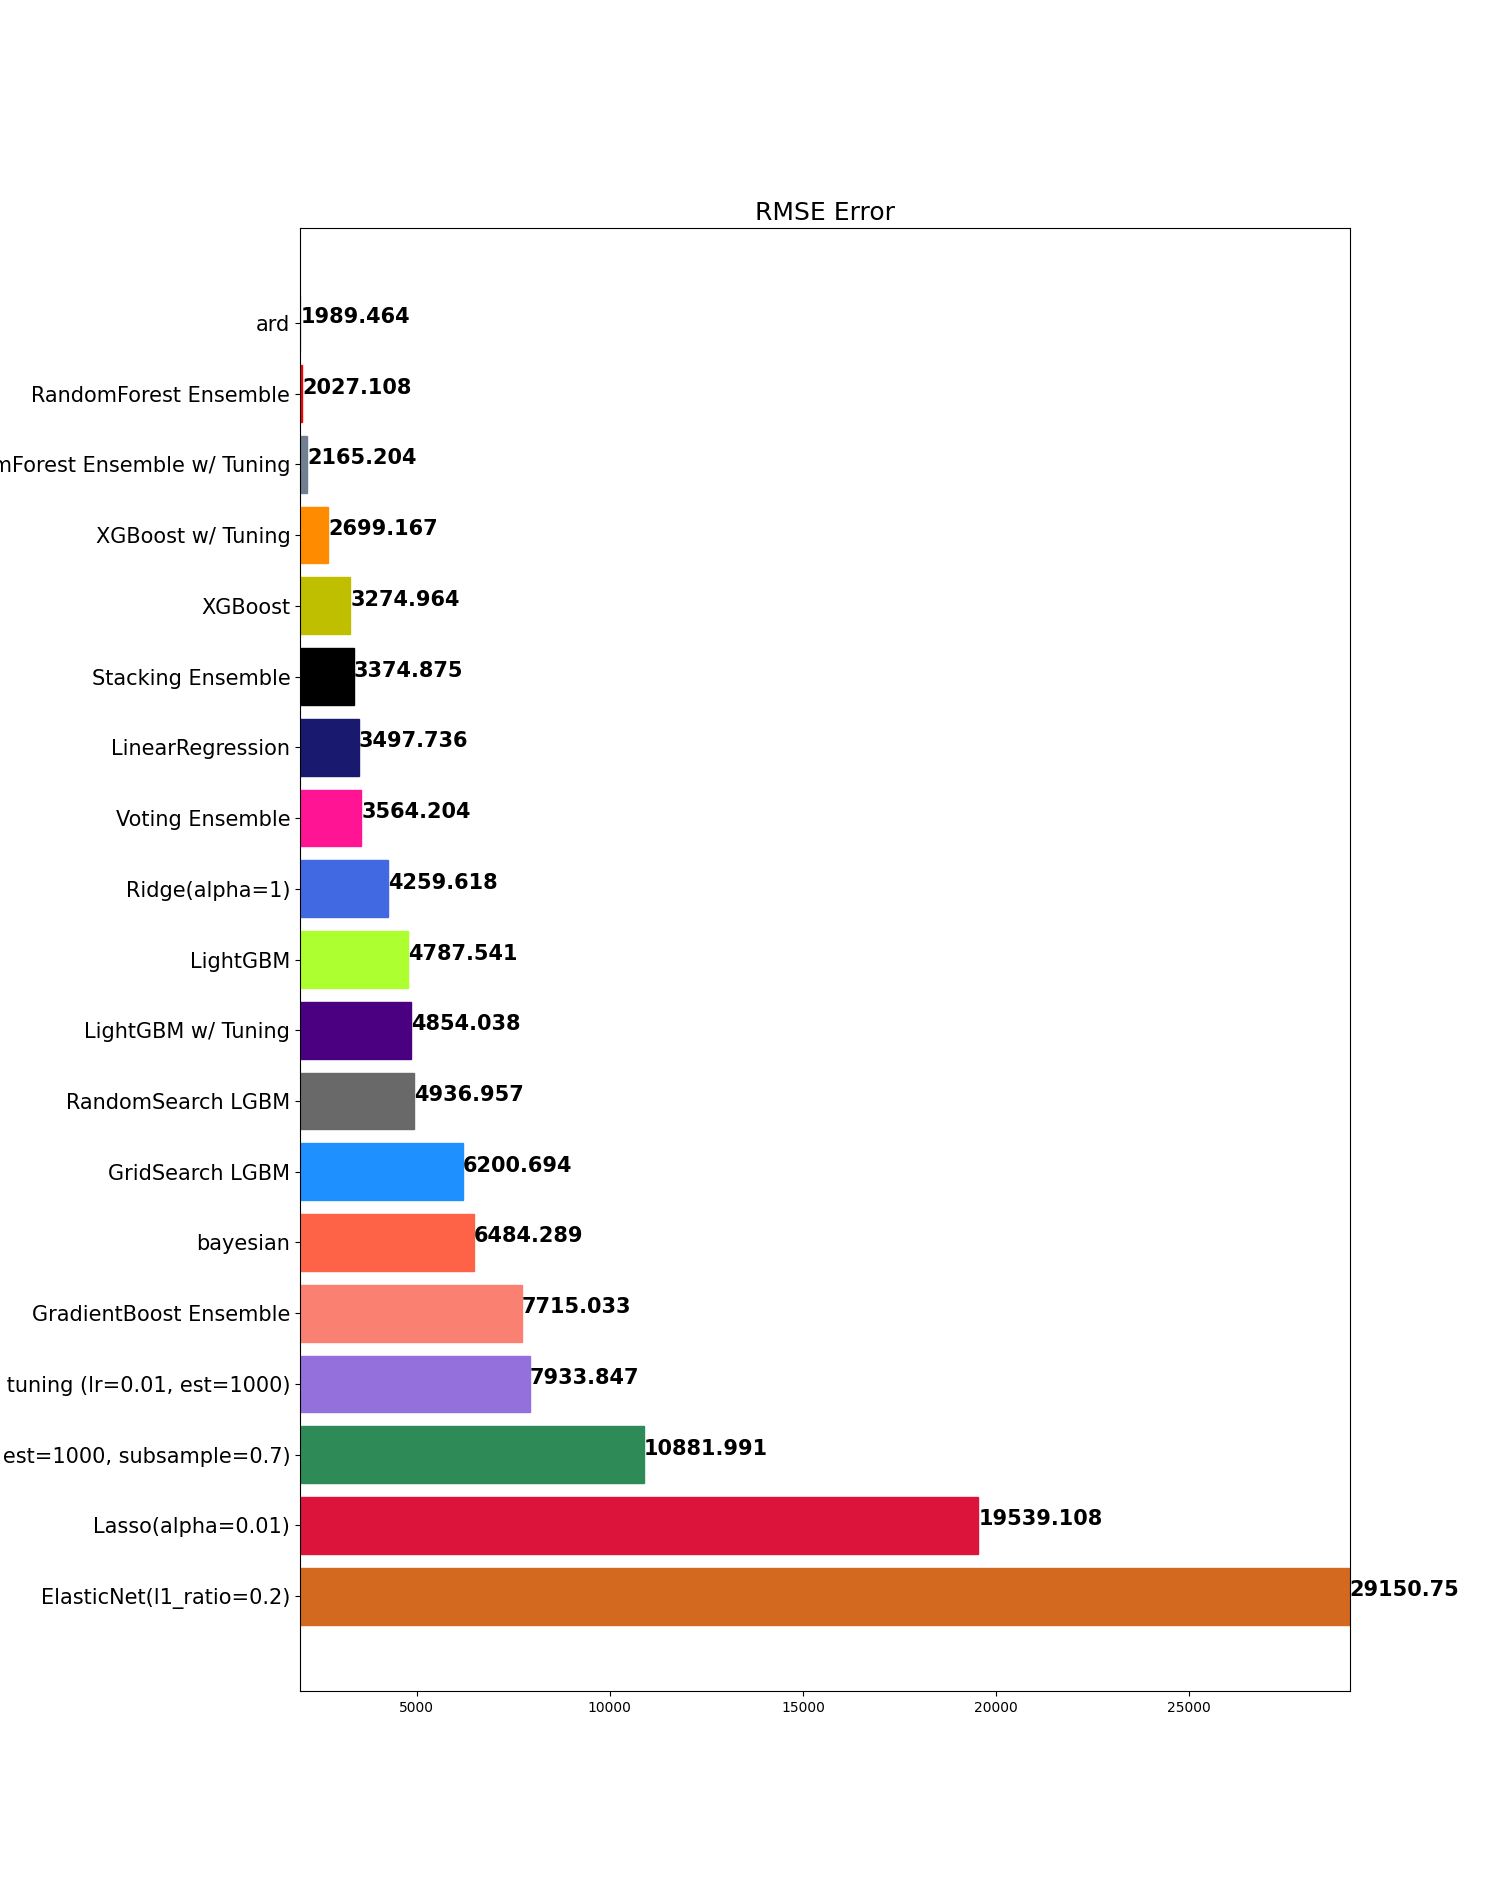 RMSE Error
ard 1989.464
RandomForest Ensemble 2027.108
mForest Ensemble w/ Tuning 2165.204
XGBoost w/ Tuning 2699.167
XGBoost 3274.964
Stacking Ensemble 3374.875
LinearRegression 3497.736
Voting Ensemble 3564.204
Ridge(alpha=1) 4259.618
LightGBM 4787.541
LightGBM w/ Tuning 4854.038
RandomSearch LGBM 4936.957
GridSearch LGBM 6200.694
bayesian 6484.289
GradientBoost Ensemble 7715.033
tuning (lr=0.01, est=1000) 7933.847
est=1000, subsample=0.7) 10881.991
Lasso(alpha=0.01) 19539.108
ElasticNet(l1_ratio=0.2) 29150.75
5000 10000 15000 20000 25000